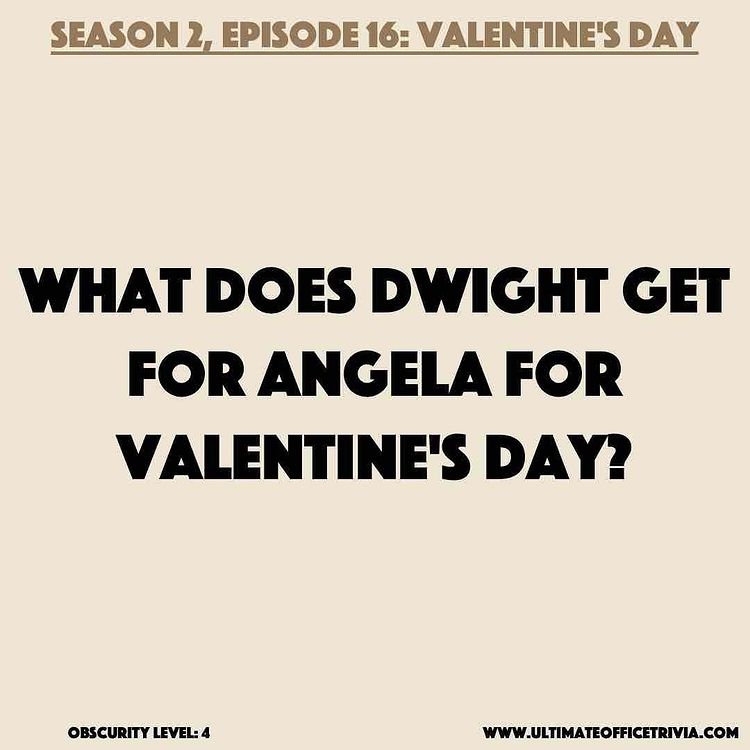 SEASON 2, EPISODE 16: VALENTINE'S DAY
WHAT DOES DWIGHT GET
FOR ANGELA FOR
VALENTINE'S DAY?
OBSCURITY LEVEL: 4
WWW.ULTIMATEOFFICETRIVIA.COM